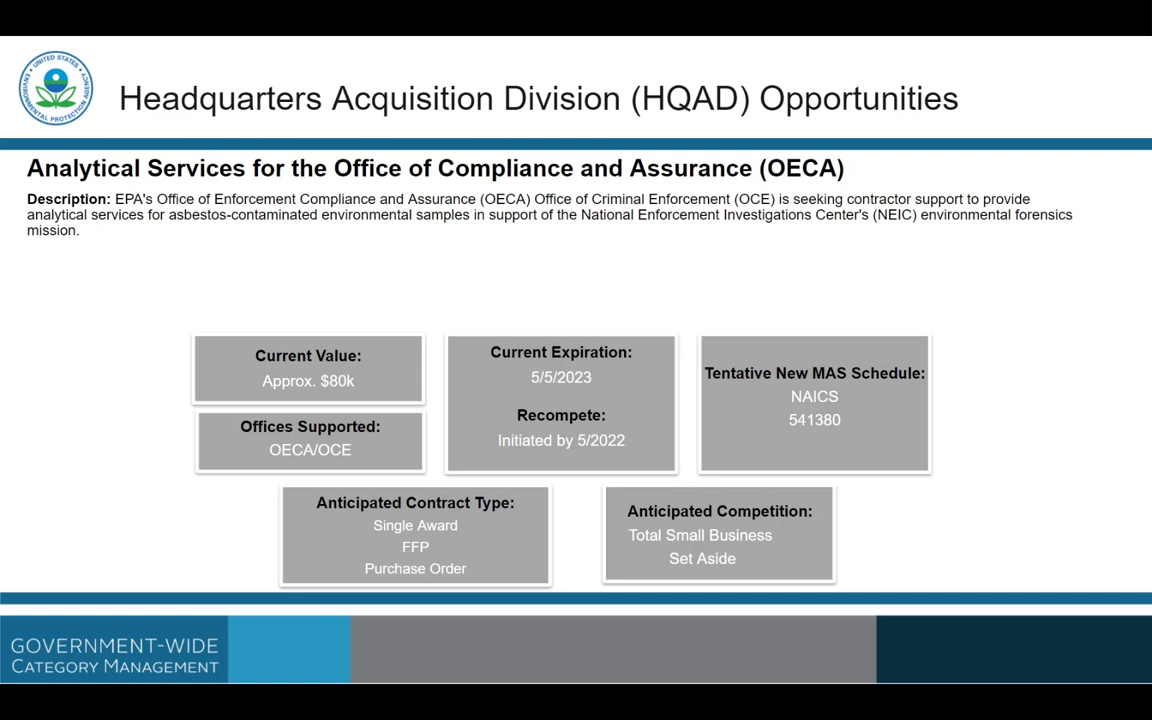 UNITED STATES
ENVIRONMENTAL PROTECTION AGENCY
Headquarters Acquisition Division (HQAD) Opportunities
Analytical Services for the Office of Compliance and Assurance (OECA)
Description: EPA's Office of Enforcement Compliance and Assurance (OECA) Office of Criminal Enforcement (OCE) is seeking contractor support to provide
analytical services for asbestos-contaminated environmental samples in support of the National Enforcement Investigations Center's (NEIC) environmental forensics
mission.
Current Value:
Approx. $80k
Offices Supported:
OECA/OCE
Current Expiration:
5/5/2023
Recompete:
Initiated by 5/2022
Tentative New MAS Schedule:
NAICS
541380
Anticipated Contract Type:
Single Award
FFP
Purchase Order
Anticipated Competition:
Total Small Business
Set Aside
GOVERNMENT-WIDE
CATEGORY MANAGEMENT